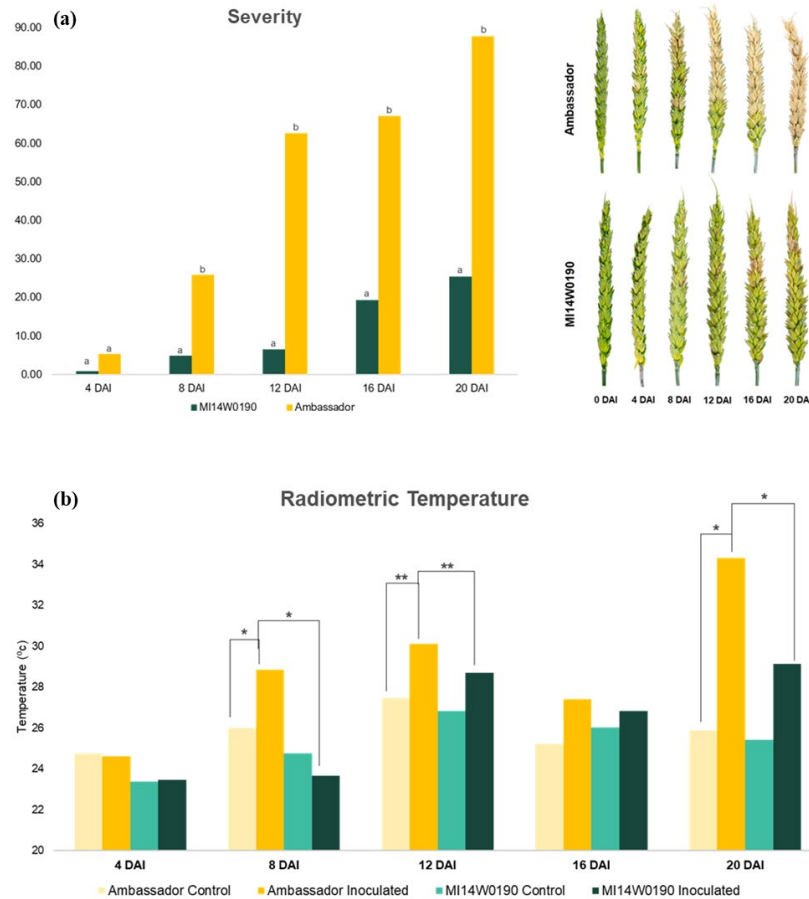 (a)
Severity
90.00
80.00
70.00
60.00
50.00
40.00
30.00
20.00
10.00
0.00
a
a
a
b
a
b
a
b
a
b
4 DAI
8 DAI
12 DAI
16 DAI
20 DAI
MI14W0190
Ambassador
Ambassador
MI14W0190
0 DAI
4 DAI
8 DAI
12 DAI
16 DAI
20 DAI
(b)
Radiometric Temperature
Temperature (°c)
36
34
32
30
28
26
24
22
20
*
*
**
**
*
*
4 DAI
8 DAI
12 DAI
16 DAI
20 DAI
Ambassador Control
Ambassador Inoculated
MI14W0190 Control
MI14W0190 Inoculated